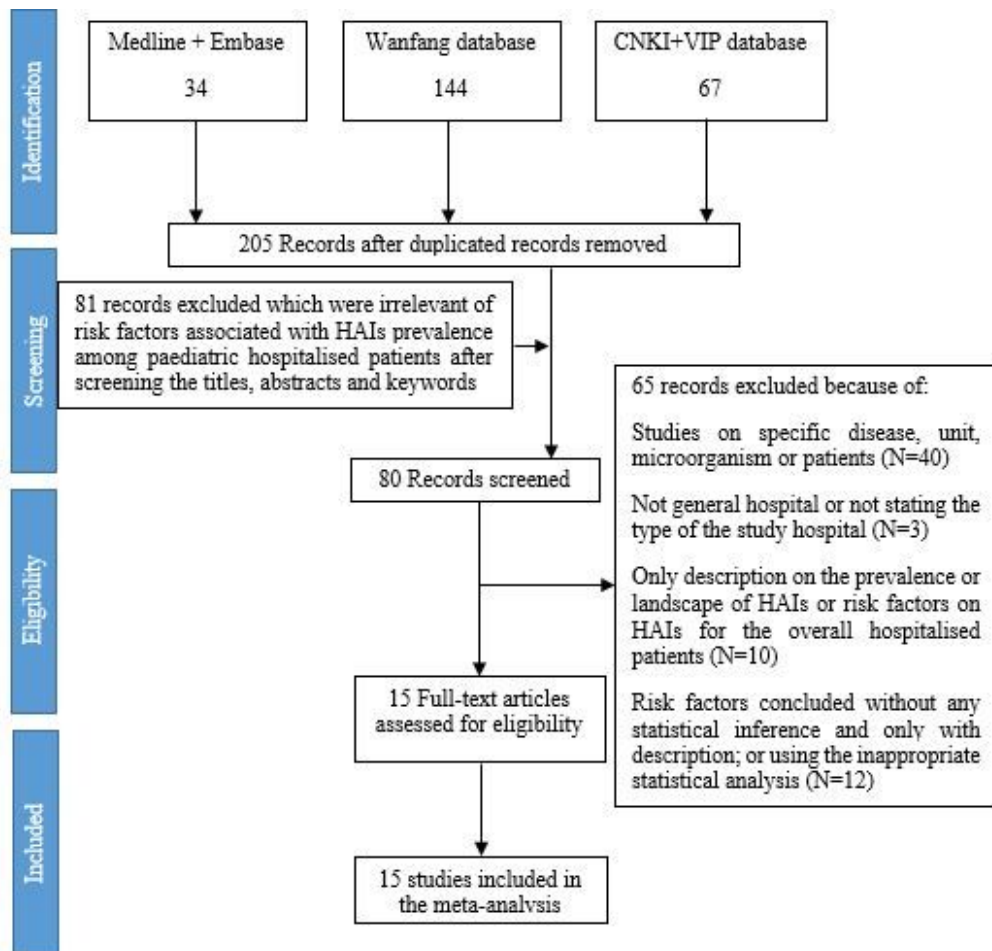 Identification
Medline + Embase
34
Wanfang database
144
CNKI+VIP database
67
205 Records after duplicated records removed
Screening
81 records excluded which were irrelevant of
risk factors associated with HAIs prevalence
among paediatric hospitalised patients after
screening the titles, abstracts and keywords
80 Records screened
Eligibility
65 records excluded because of:
Studies on specific disease, unit,
microorganism or patients (N=40)
Not general hospital or not stating the
type of the study hospital (N=3)
Only description on the prevalence or
landscape of HAIs or risk factors on
HAIs for the overall hospitalised
patients (N=10)
Risk factors concluded without any
statistical inference and only with
description; or using the inappropriate
statistical analysis (N=12)
15 Full-text articles
assessed for eligibility
Included
15 studies included in
the meta-analysis